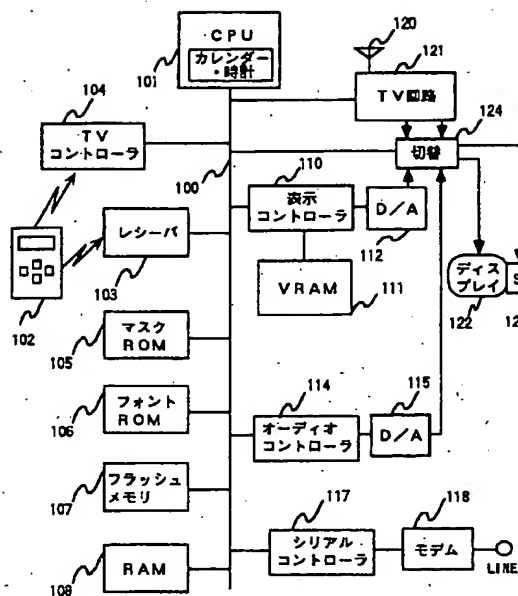 CPU
カレンダー
・時計
101
120
121
TV回路
124
切替
104
TV
コントローラ
100
110
表示
コントローラ
D/A
112
レシーバ
103
102
VRAM
111
ディス
プレイ
122
S
12
マスク
ROM
105
フォント
ROM
106
114
オーディオ
コントローラ
115
D/A
フラッシュ
メモリ
107
117
シリアル
コントローラ
118
モデム
LINE
RAM
108